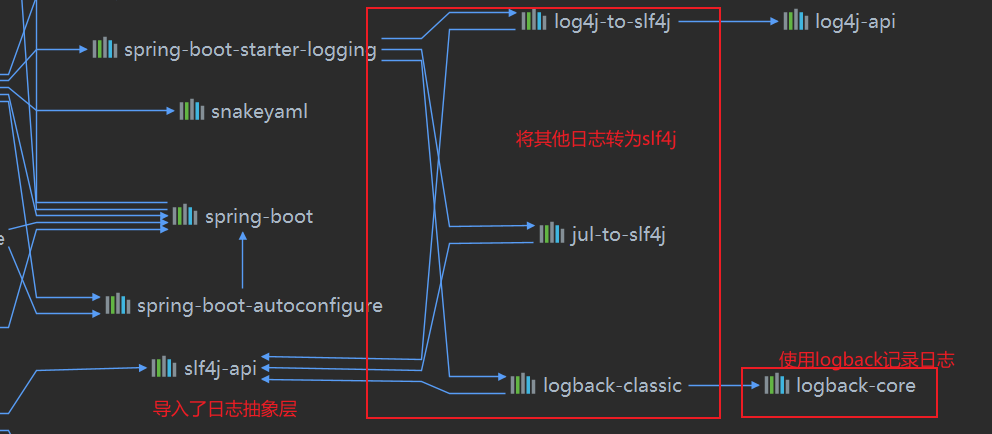 log4j-to-slf4j
log4j-api
spring-boot-starter-logging
snakeyaml
将其他日志转为slf4j
spring-boot
jul-to-slf4j
e
spring-boot-autoconfigure
使用logback记录日志
slf4j-api
logback-classic
logback-core
导入了日志抽象层